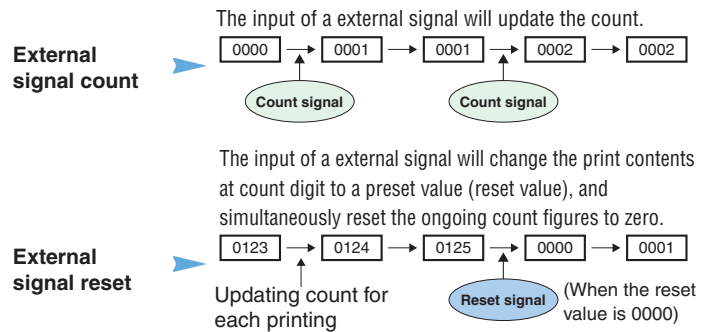 The input of a external signal will update the count.
External
signal count
0000 0001 0001 0002 0002
Count signal Count signal
The input of a external signal will change the print contents
at count digit to a preset value (reset value), and
simultaneously reset the ongoing count figures to zero.
External
signal reset
0123 0124 0125 0000 0001
Updating count for
each printing
Reset signal
(When the reset
value is 0000)